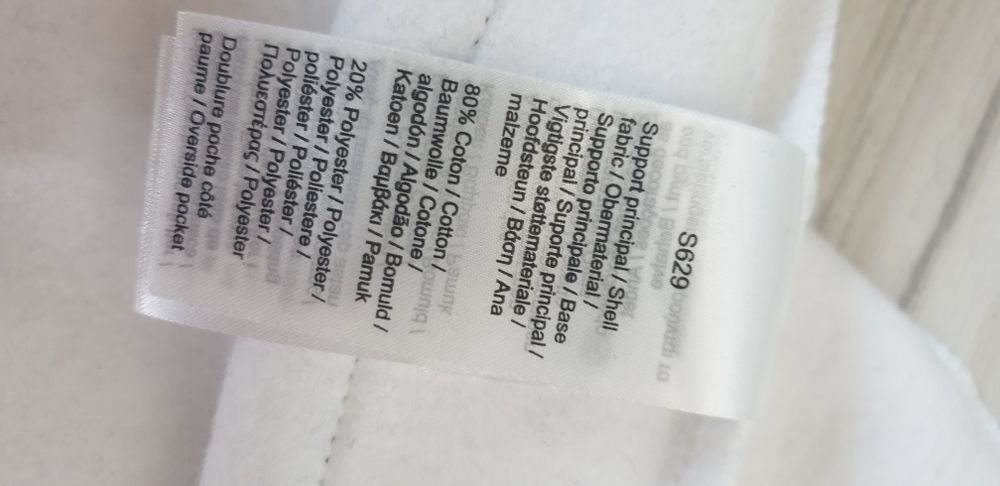 S629
Support principal / Shell
fabric / Obermaterial /
Supporto principale / Base
principal / Suporte principal /
Vigtigste støttemateriale /
Hoofdsteun / Βάση / Ana
malzeme
80% Coton / Cotton /
Baumwolle / Cotone /
algodón / Algodão / Bomuld /
Katoen / Βαμβάκι / Pamuk
20% Polyester / Polyester /
Polyester / Poliestere /
poliéster / Poliéster /
Polyester / Polyester /
Πολυεστέρας / Polyester
Doublure poche côté
paume / Overside pocket